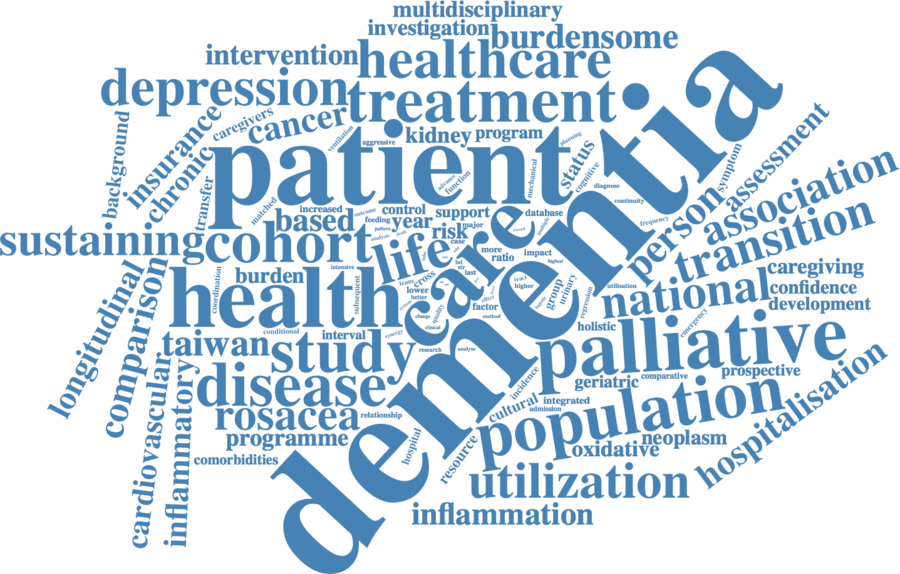 multidisciplinary
investigation
burdensome
intervention
healthcare
depression
treatment
caregivers
cancer
kidney
program
insurance
background
chronic
transfer
ventilation
aggressive
patient
dementia
planning
status
cognitive
mechanical
advance
function
diagnose
continuity
symptom
assessment
association
person
transition
frequency
matched
increased
outcome
control
support
database
feeding
year
risk
major
pattern
analysis
based
sustaining
cohort
life
care
case
more
ratio
impact
highest
burden
intensive
coordination
health
team
cross
last
lower
better
change
clinical
quality
subsequent
factor
effect
method
tract
higher
group
urinary
regression
utilisation
national
caregiving
confidence
development
emergency
holistic
longitudinal
comparison
conditional
interval
synergy
taiwan
study
research
analyse
palliative
prospective
comparative
geriatric
incidence
disease
cardiovascular
inflammatory
rosacea
relationship
cultural
integrated
admission
population
hospitalisation
programme
comorbidities
hospital
resource
oxidative
neoplasm
utilization
inflammation